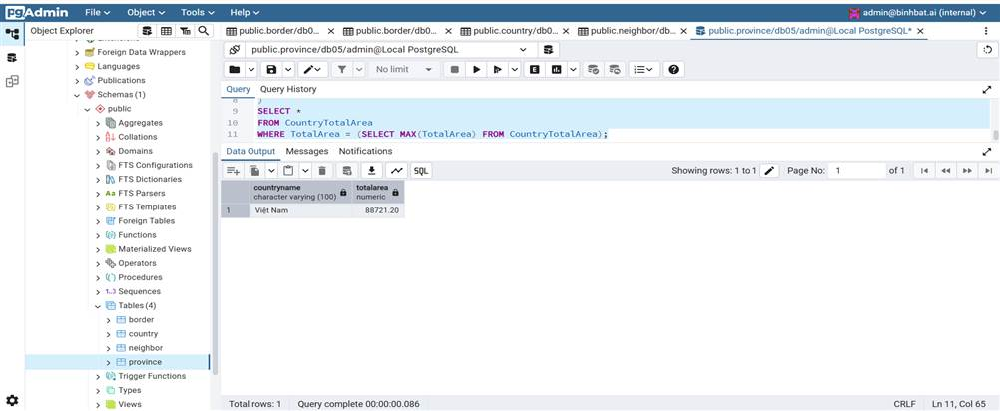 pgAdmin File Object Tools Help admin@binhbat.ai (internal)
Object Explorer
public.border/db0... public.border/db0... public.country/db0... public.neighbor/db... public.province/db05/admin@Local PostgreSQL*
Foreign Data Wrappers
Languages
Publications
Schemas (1)
public
Aggregates
Collations
Domains
FTS Configurations
FTS Dictionaries
FTS Parsers
FTS Templates
Foreign Tables
Functions
Materialized Views
Operators
Procedures
Sequences
Tables (4)
border
country
neighbor
province
Trigger Functions
Types
Views
public.province/db05/admin@Local PostgreSQL
No limit
Query Query History
8 )
9 SELECT *
10 FROM CountryTotalArea
11 WHERE TotalArea = (SELECT MAX(TotalArea) FROM CountryTotalArea);
Data Output Messages Notifications
SQL Showing rows: 1 to 1 Page No: 1 of 1
countryname totalarea
character varying (100) numeric
1 Việt Nam 88721.20
Total rows: 1 Query complete 00:00:00.086 CRLF Ln 11, Col 65